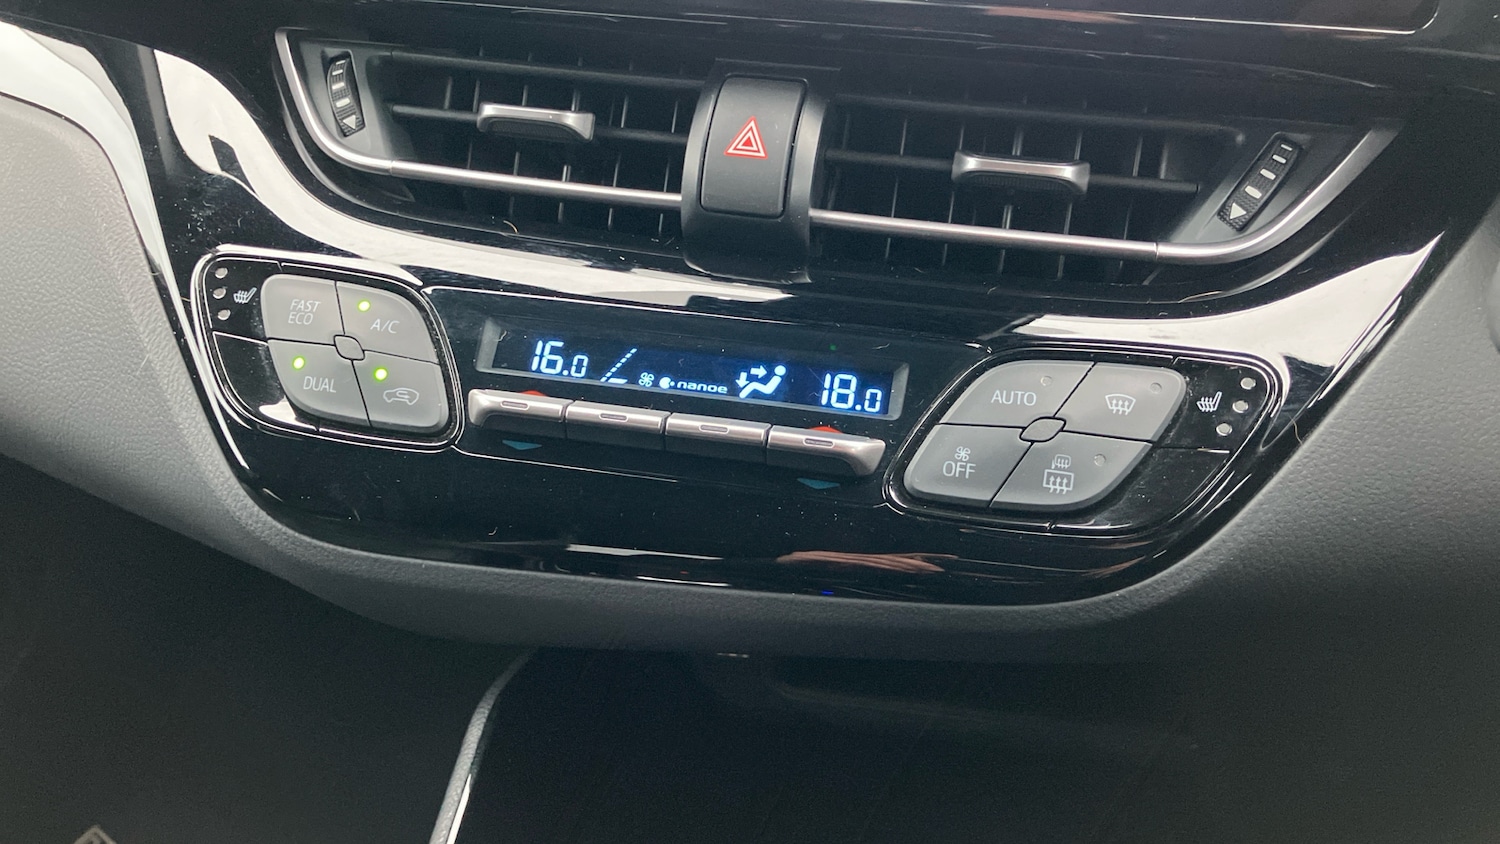 FAST
ECO
A/C
DUAL
16.0
nanoe
18.0
AUTO
OFF